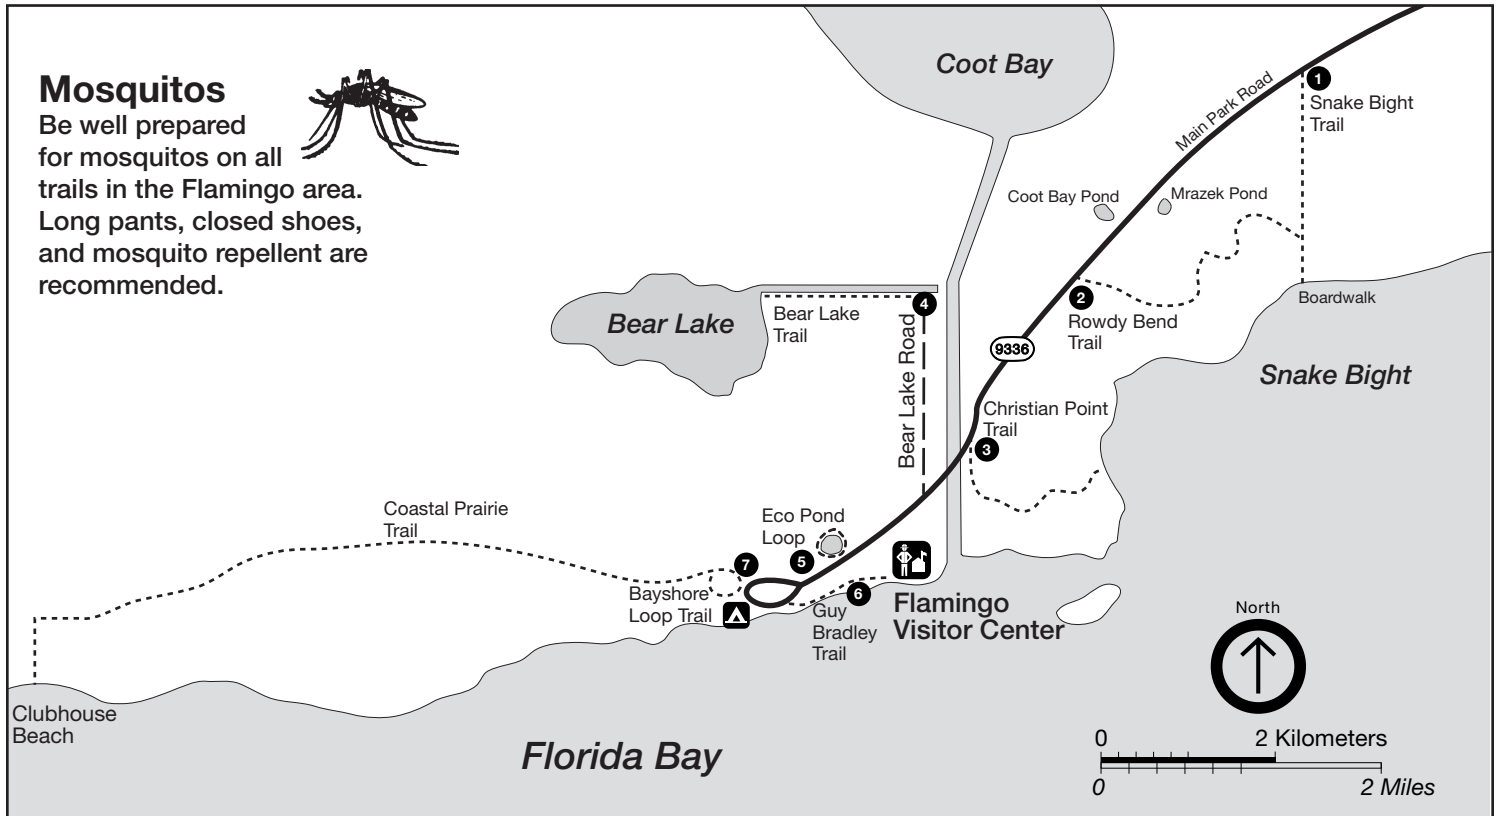 Mosquitos
Be well prepared
for mosquitos on all
trails in the Flamingo area.
Long pants, closed shoes,
and mosquito repellent are
recommended.
Coot Bay
Main Park Road
1
Snake Bight
Trail
Coot Bay Pond
Mrazek Pond
2
Rowdy Bend
Trail
Boardwalk
Snake Bight
Bear Lake
Bear Lake
Trail
4
Bear Lake Road
9336
Christian Point
Trail
3
Coastal Prairie
Trail
Eco Pond
Loop
5
7
Bayshore
Loop Trail
6
Guy
Bradley
Trail
Flamingo
Visitor Center
Clubhouse
Beach
Florida Bay
North
0 2 Kilometers
0 2 Miles